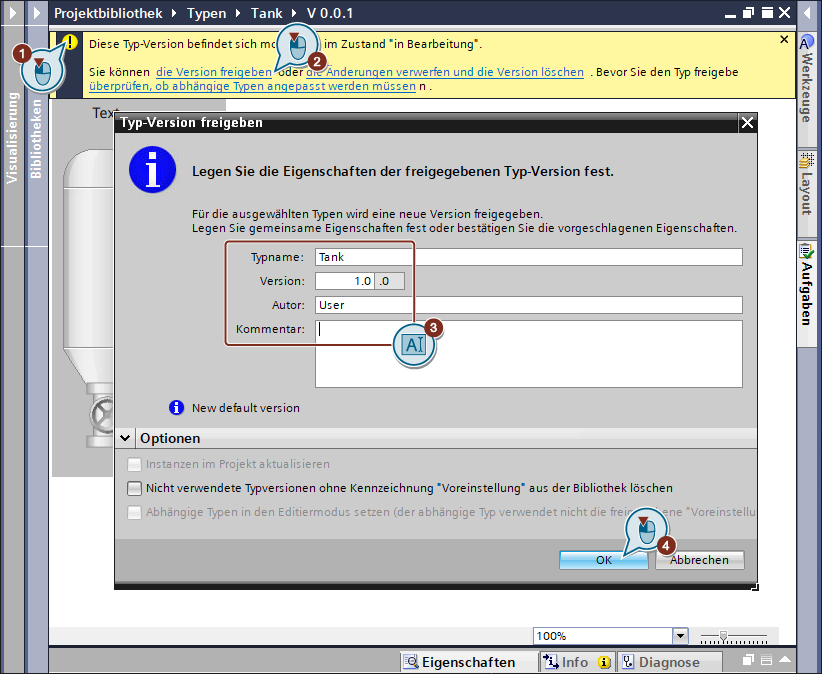 Projektbibliothek Typen Tank V 0.0.1
Diese Typ-Version befindet sich mo im Zustand "in Bearbeitung".
1
2
Sie können die Version freigeben oder die Änderungen verwerfen und die Version löschen . Bevor Sie den Typ freigebe
überprüfen, ob abhängige Typen angepasst werden müssen n .
Visualisierung
Bibliotheken
Werkzeuge
Layout
Aufgaben
Text
Typ-Version freigeben
Legen Sie die Eigenschaften der freigegebenen Typ-Version fest.
Für die ausgewählten Typen wird eine neue Version freigegeben.
Legen Sie gemeinsame Eigenschaften fest oder bestätigen Sie die vorgeschlagenen Eigenschaften.
Typname: Tank
Version: 1.0 .0
Autor: User
Kommentar:
3
AI
New default version
Optionen
Instanzen im Projekt aktualisieren
Nicht verwendete Typversionen ohne Kennzeichnung "Voreinstellung" aus der Bibliothek löschen
Abhängige Typen in den Editiermodus setzen (der abhängige Typ verwendet nicht die frei ene "Voreinstellu
4
OK Abbrechen
100%
Eigenschaften Info Diagnose